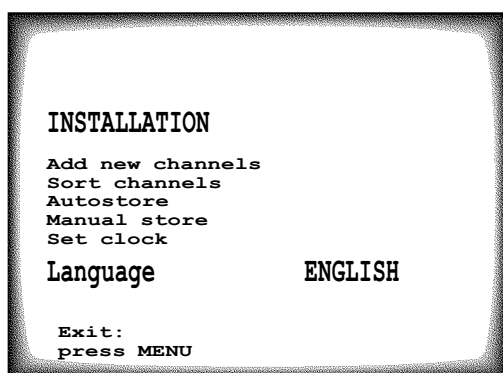 INSTALLATION
Add new channels
Sort channels
Autostore
Manual store
Set clock
Language ENGLISH
Exit:
press MENU